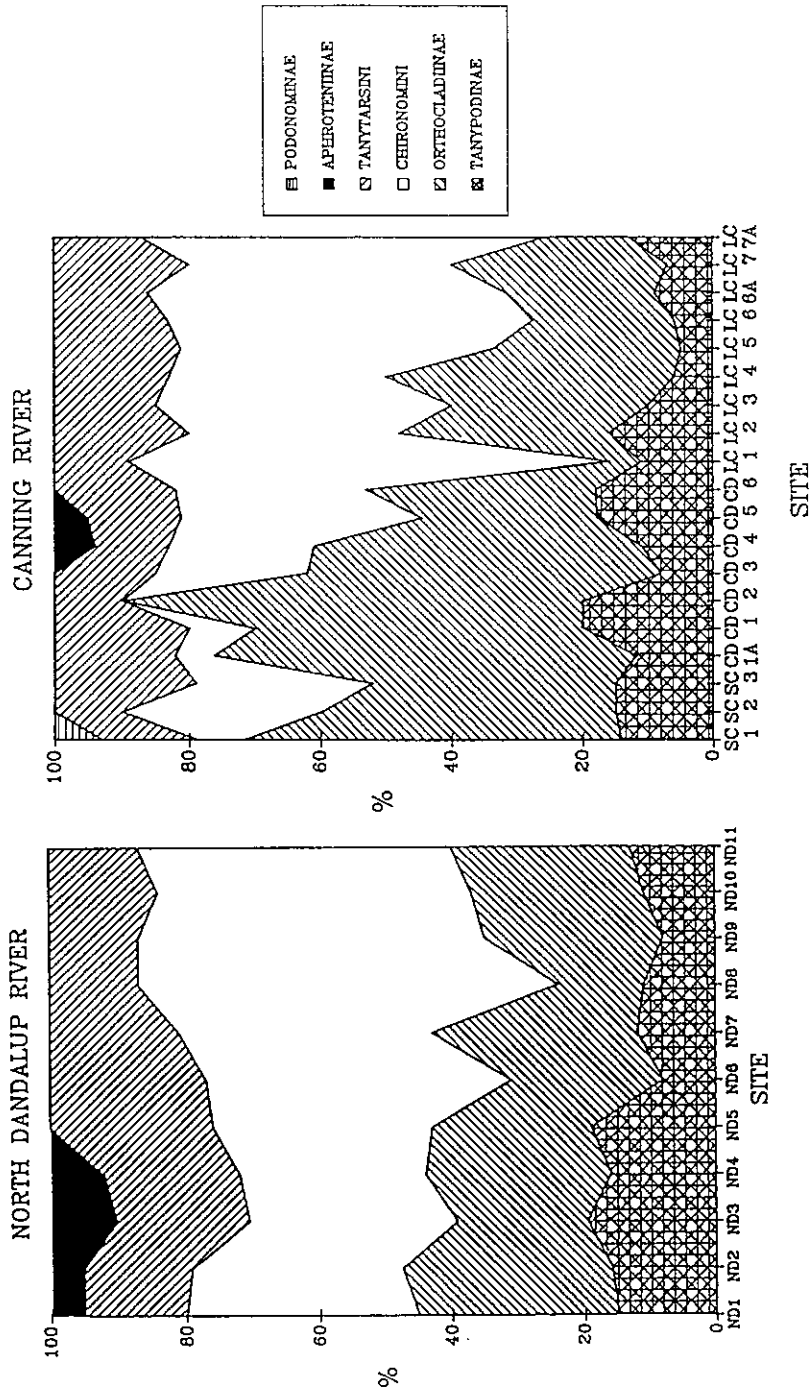 NORTH DANDALUP RIVER
100
80
60
40
20
0
%
ND1 ND2 ND3 ND4 ND5 ND6 ND7 ND8 ND9 ND10 ND11
SITE
CANNING RIVER
100
80
60
40
20
0
%
SC SC SC CD CD CD CD CD CD CD LC LC LC LC LC LC LC LC LC
1 2 3 1A 1 2 3 4 5 6 1 2 3 4 5 6 6A 7 7A
SITE
PODONOMINAE
APHROTENIINAE
TANYTARSINI
CHIRONOMINI
ORTHOCLADIINAE
TANYPODINAE